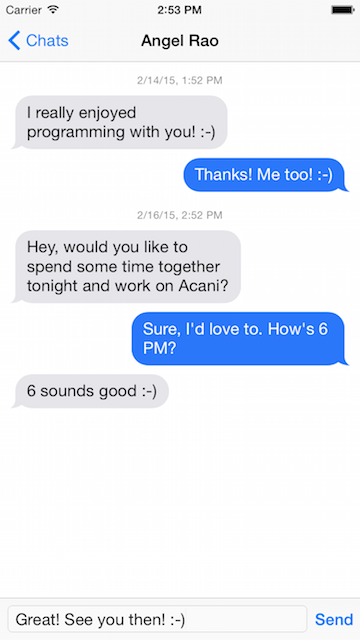 Carrier 2:53 PM
Chats Angel Rao
2/14/15, 1:52 PM
I really enjoyed
programming with you! :-)
Thanks! Me too! :-)
2/16/15, 2:52 PM
Hey, would you like to
spend some time together
tonight and work on Acani?
Sure, I'd love to. How's 6
PM?
6 sounds good :-)
Great! See you then! :-) Send